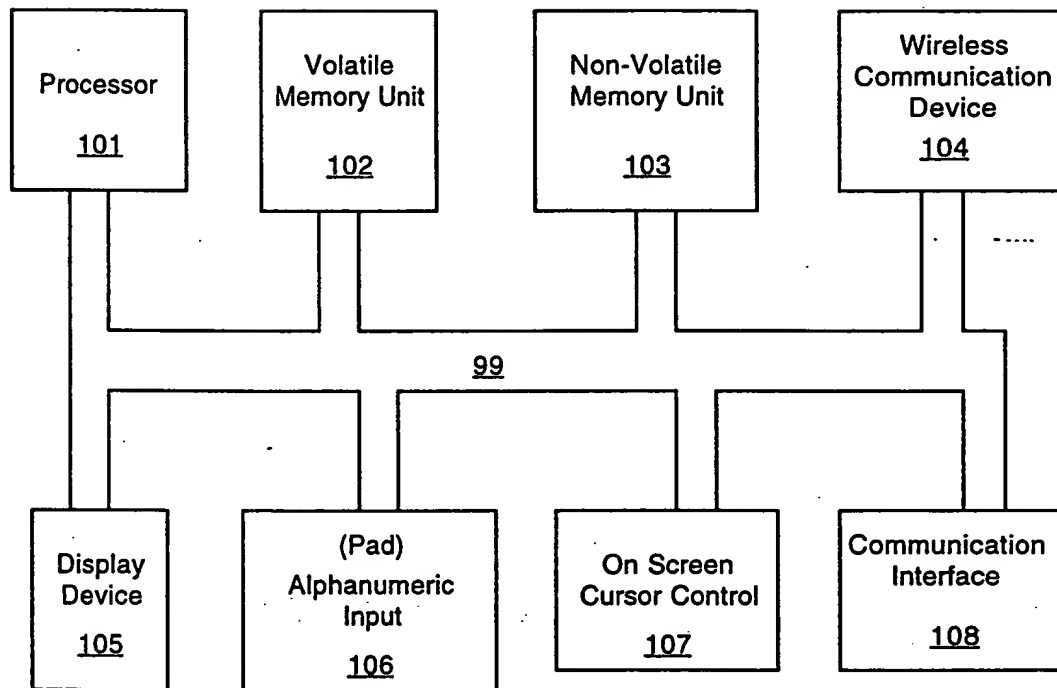 Processor
101
Volatile
Memory Unit
102
Non-Volatile
Memory Unit
103
Wireless
Communication
Device
104
99
Display
Device
105
(Pad)
Alphanumeric
Input
106
On Screen
Cursor Control
107
Communication
Interface
108